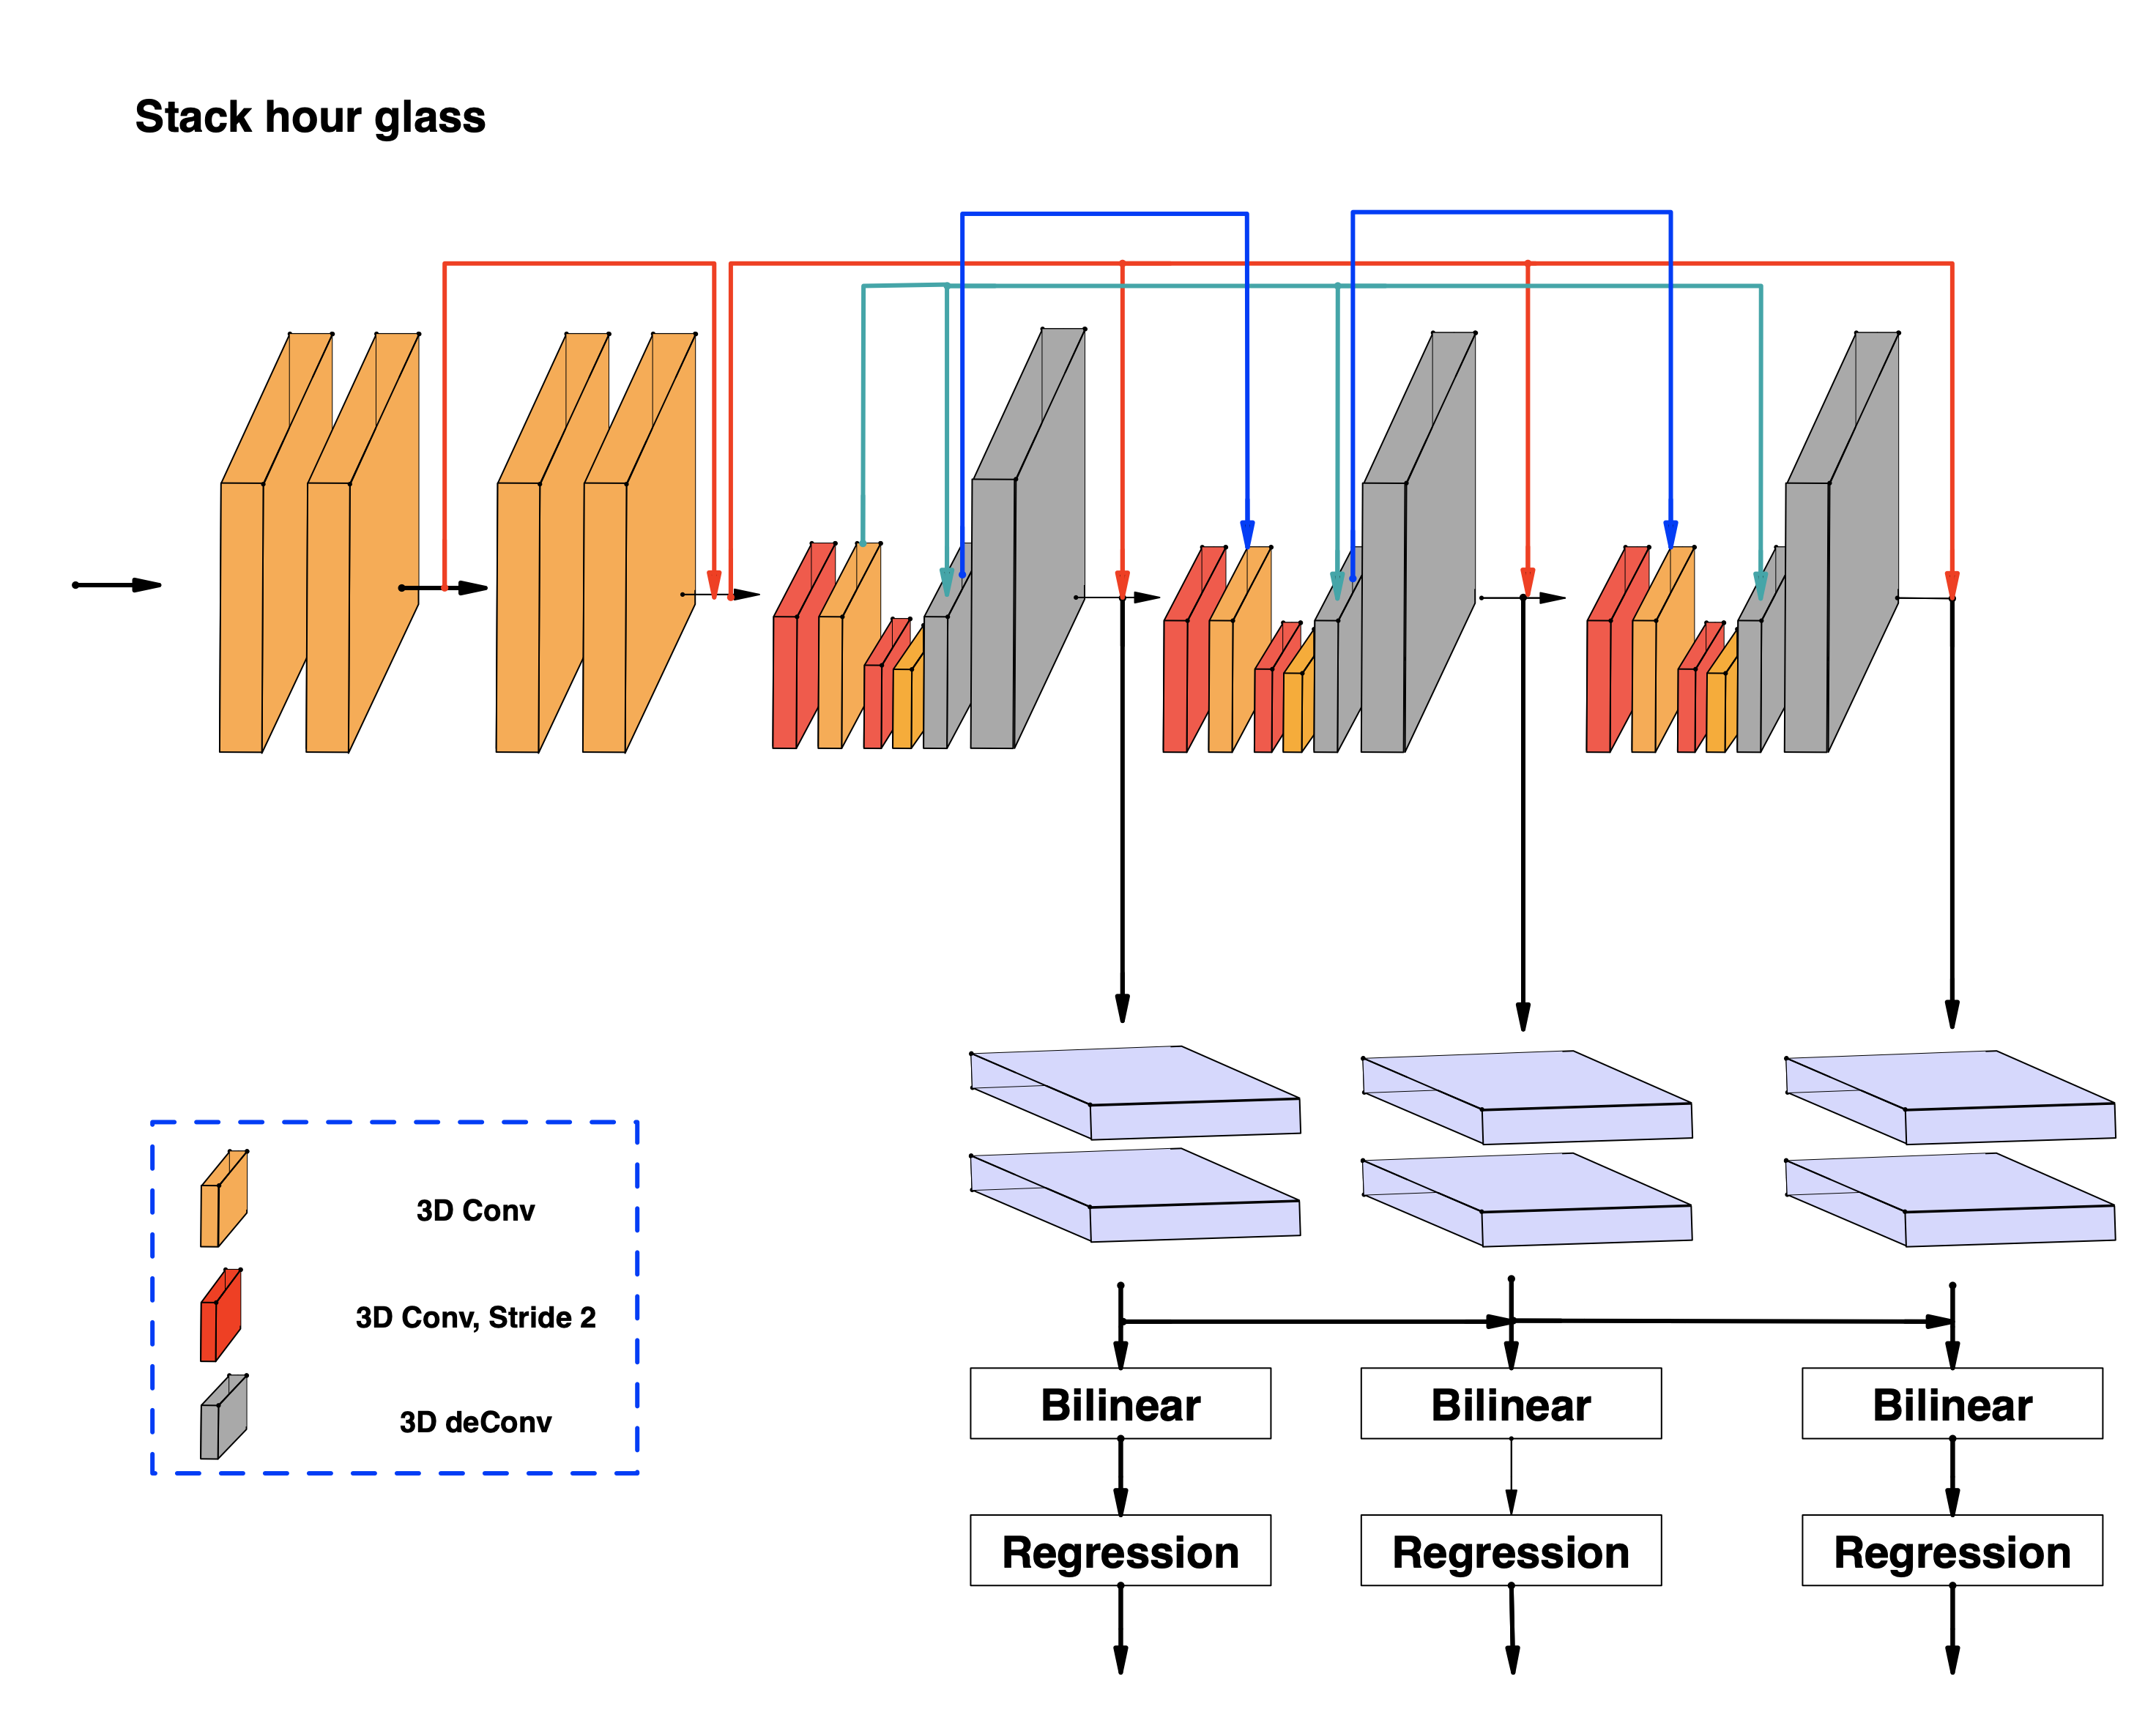 Stack hour glass
3D Conv
3D Conv, Stride 2
3D deConv
Bilinear
Bilinear
Bilinear
Regression
Regression
Regression